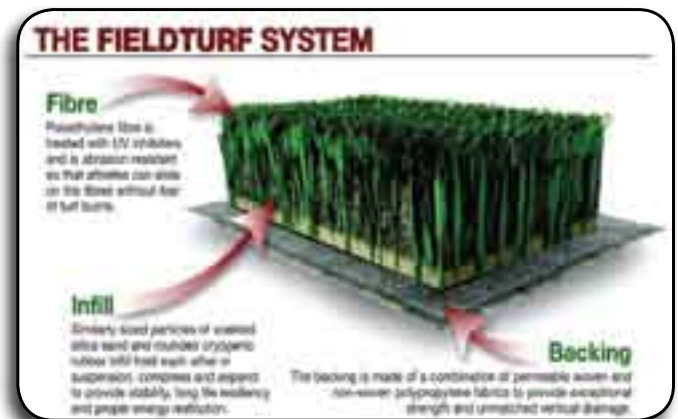 THE FIELDTURF SYSTEM
Fibre
Polyethylene fibre is
treated with UV inhibitors
and is abrasion resistant
so that athletes can slide
on the fibres without fear
of turf burns.
Infill
Similarly sized particles of washed
silica sand and rounded cryogenic
rubber infill hold each other in
suspension, compress and expand
to provide stability, long life resiliency
and proper energy restitution.
Backing
The backing is made of a combination of permeable woven and
non-woven polypropylene fabrics to provide exceptional
strength and unmatched vertical drainage.